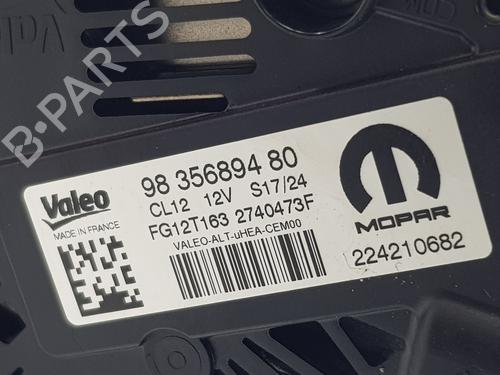 B-PARTS
Valeo
MADE IN FRANCE
98 356894 80
CL12 12V S17/24
FG12T163 2740473F
VALEO-ALT-uHEA-CEM00
MOPAR
224210682